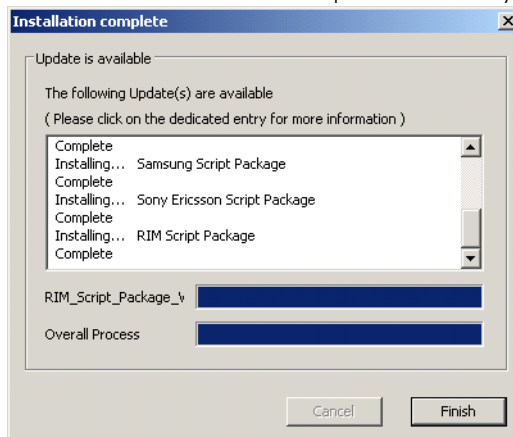 Installation complete
Update is available
The following Update(s) are available
( Please click on the dedicated entry for more information )
Complete
Installing... Samsung Script Package
Complete
Installing... Sony Ericsson Script Package
Complete
Installing... RIM Script Package
Complete
RIM_Script_Package_\
Overall Process
Cancel
Finish